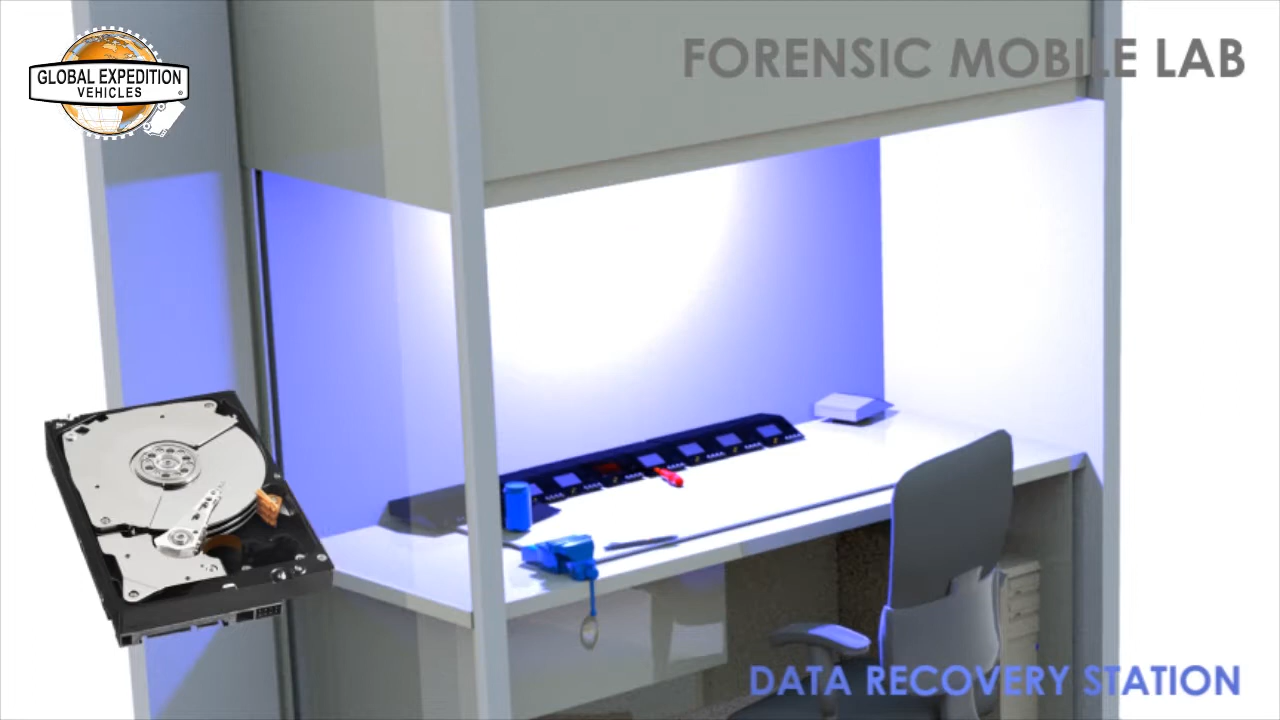 GLOBAL EXPEDITION
VEHICLES
®
FORENSIC MOBILE LAB
DATA RECOVERY STATION